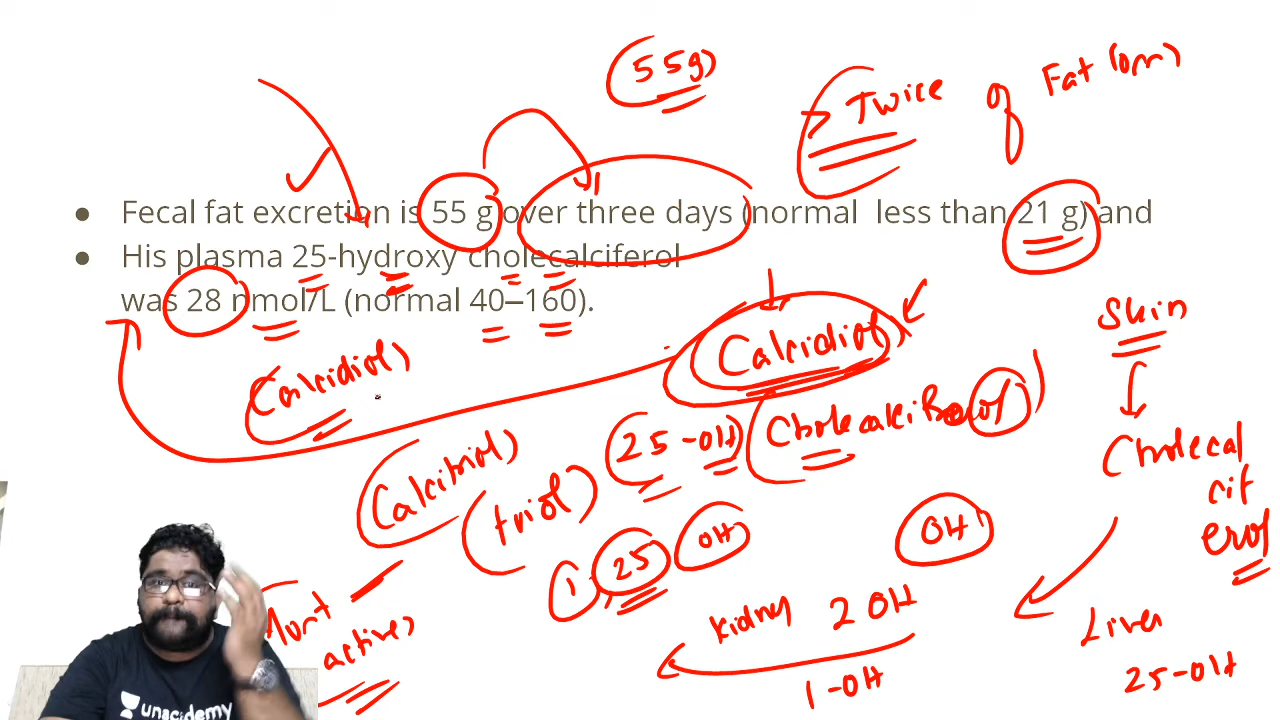 55g
> Twice of Fat loss
● Fecal fat excretion is 55 g over three days (normal less than 21 g) and
● His plasma 25-hydroxy cholecalciferol
was 28 nmol/L (normal 40–160).
Calcidiol
Calcidiol
25-OH Cholecalciferol
Calcitriol
(triol)
1, 25 OH
OH
Skin
Cholecal
cif
erol
Liver
25-OH
Kidney 2 OH
1-OH
Most
active
unacademy